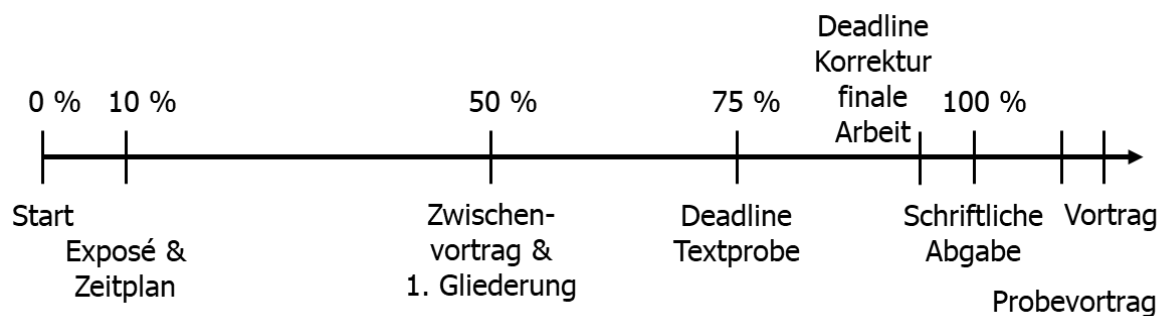 Deadline
Korrektur
finale
Arbeit
0 %
10 %
50 %
75 %
100 %
Start
Exposé &
Zeitplan
Zwischen-
vortrag &
1. Gliederung
Deadline
Textprobe
Schriftliche
Abgabe
Vortrag
Probevortrag